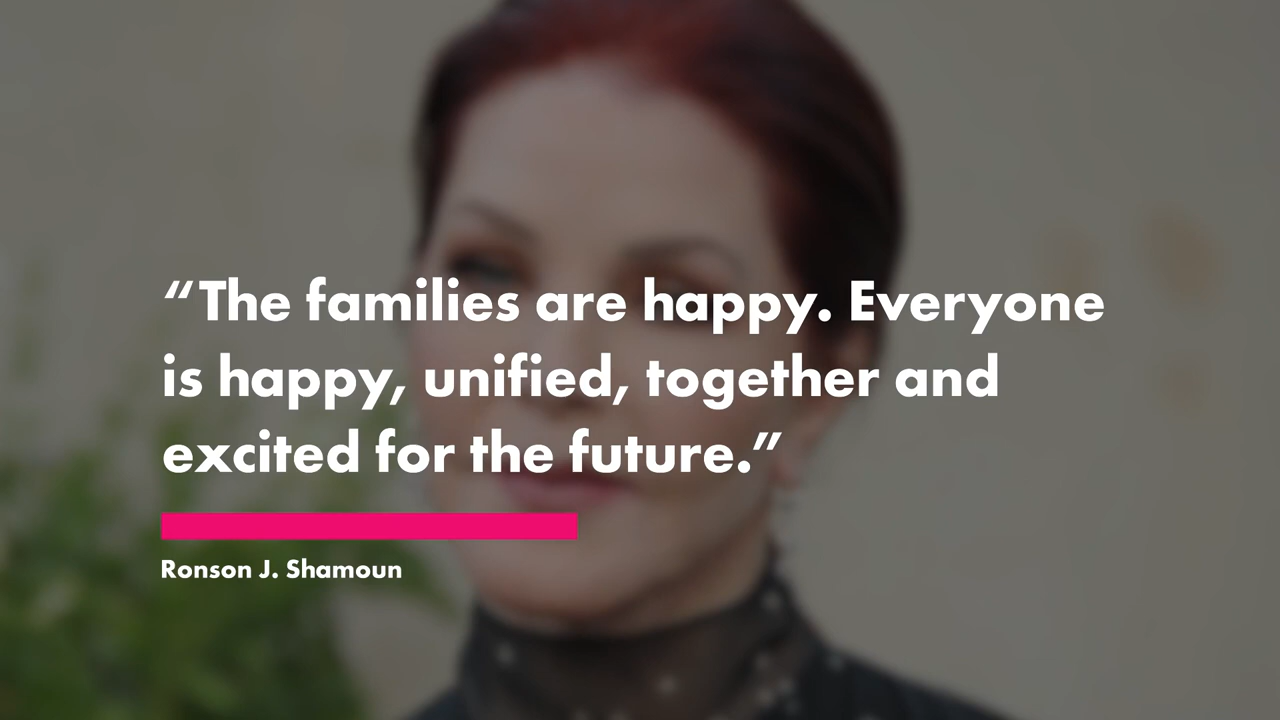 “The families are happy. Everyone
is happy, unified, together and
excited for the future.”
Ronson J. Shamoun